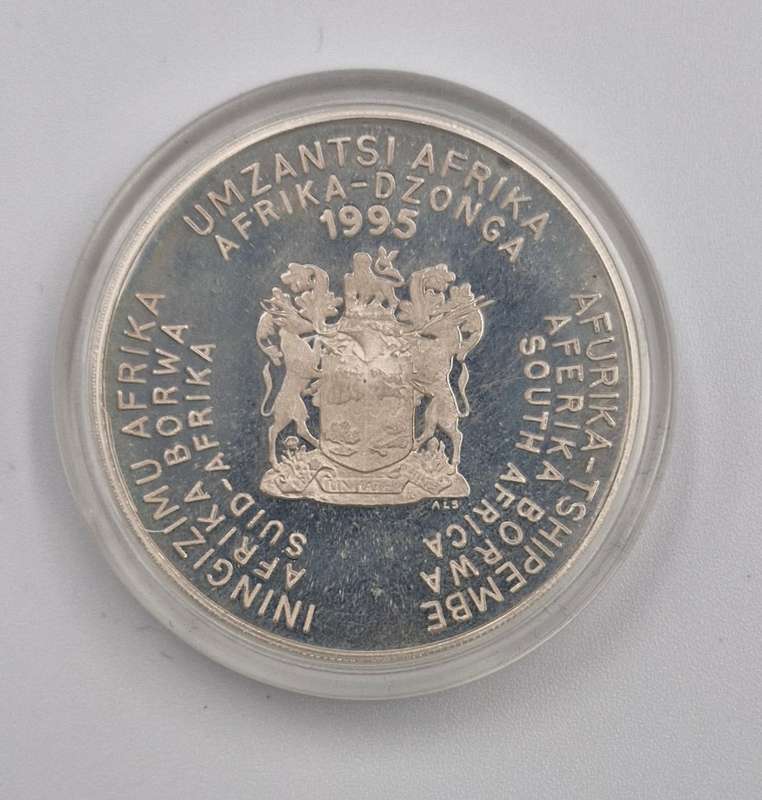 UMZANTSI AFRIKA
AFRIKA-DZONGA
1995
ININGIZIMU AFRIKA
AFRIKA BORWA
SUID-AFRIKA
AFURIKA-TSHIPEMBE
AFERIKA BORWA
SOUTH AFRICA
ALS